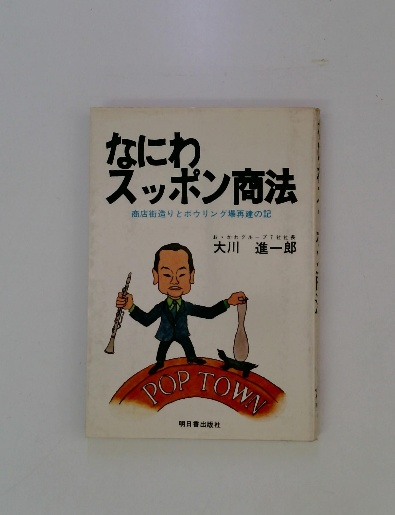 なにわ
スッポン商法
商店街造りとボウリング場再建の記
大川 進一郎
POP TOWN
明日香出版社